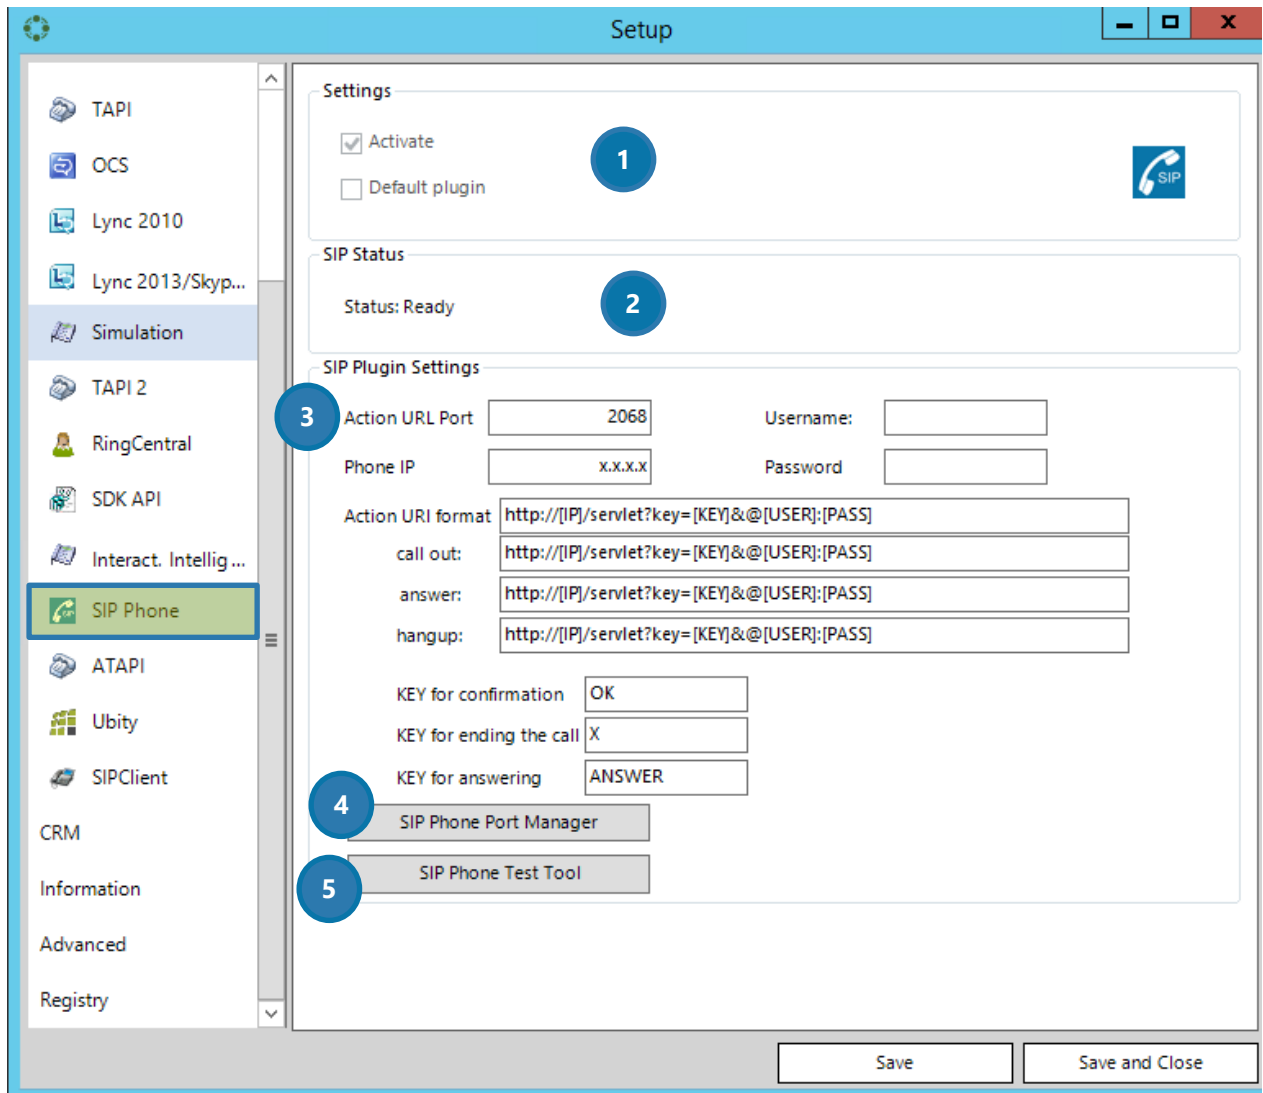 Setup
TAPI
OCS
Lync 2010
Lync 2013/Skyp...
Simulation
TAPI 2
RingCentral
SDK API
Interact. Intellig ...
SIP Phone
ATAPI
Ubity
SIPClient
CRM
Information
Advanced
Registry
Settings
Activate
Default plugin
1
SIP
SIP Status
Status: Ready
2
SIP Plugin Settings
3
Action URL Port 2068 Username:
Phone IP x.x.x.x Password
Action URI format http://[IP]/servlet?key=[KEY]&@[USER]:[PASS]
call out: http://[IP]/servlet?key=[KEY]&@[USER]:[PASS]
answer: http://[IP]/servlet?key=[KEY]&@[USER]:[PASS]
hangup: http://[IP]/servlet?key=[KEY]&@[USER]:[PASS]
KEY for confirmation OK
KEY for ending the call X
KEY for answering ANSWER
4
SIP Phone Port Manager
5
SIP Phone Test Tool
Save Save and Close